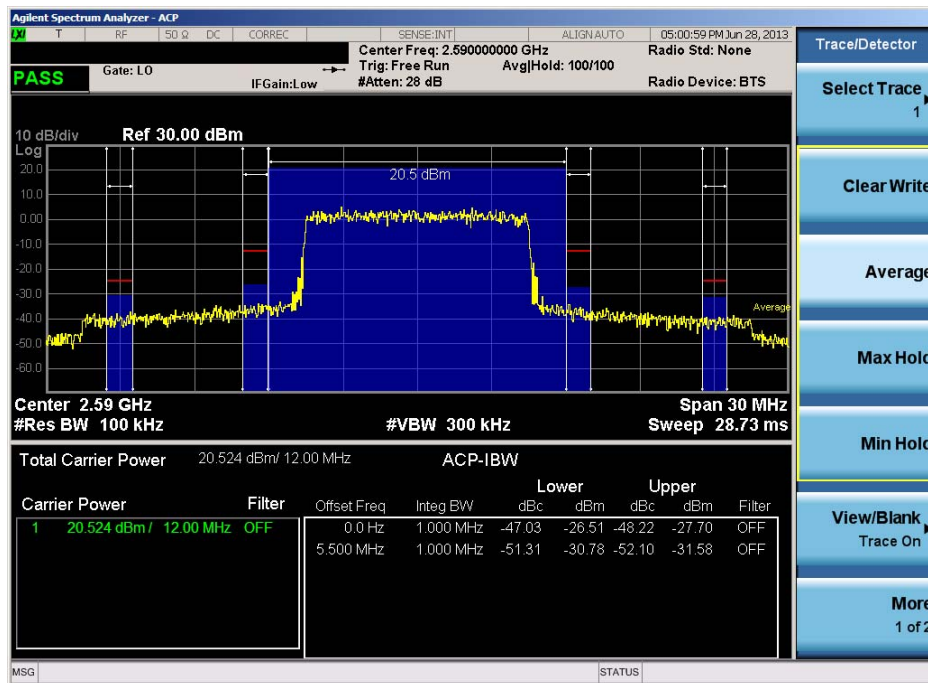 Agilent Spectrum Analyzer - ACP
LXI T RF 50 Ω DC CORREC SENSE:INT ALIGN AUTO 05:00:59 PM Jun 28, 2013
Center Freq: 2.590000000 GHz Radio Std: None
Trig: Free Run Avg|Hold: 100/100
PASS Gate: LO IFGain:Low #Atten: 28 dB Radio Device: BTS
10 dB/div Ref 30.00 dBm
Log
20.0
10.0
0.00
-10.0
-20.0
-30.0
-40.0
-50.0
-60.0
20.5 dBm
Average
Center 2.59 GHz Span 30 MHz
#Res BW 100 kHz #VBW 300 kHz Sweep 28.73 ms
Total Carrier Power 20.524 dBm/ 12.00 MHz ACP-IBW
Lower Upper
Carrier Power Filter Offset Freq Integ BW dBc dBm dBc dBm Filter
1 20.524 dBm / 12.00 MHz OFF 0.0 Hz 1.000 MHz -47.03 -26.51 -48.22 -27.70 OFF
5.500 MHz 1.000 MHz -51.31 -30.78 -52.10 -31.58 OFF
MSG STATUS
Trace/Detector
Select Trace
1
Clear Write
Average
Max Hold
Min Hold
View/Blank
Trace On
More
1 of 2